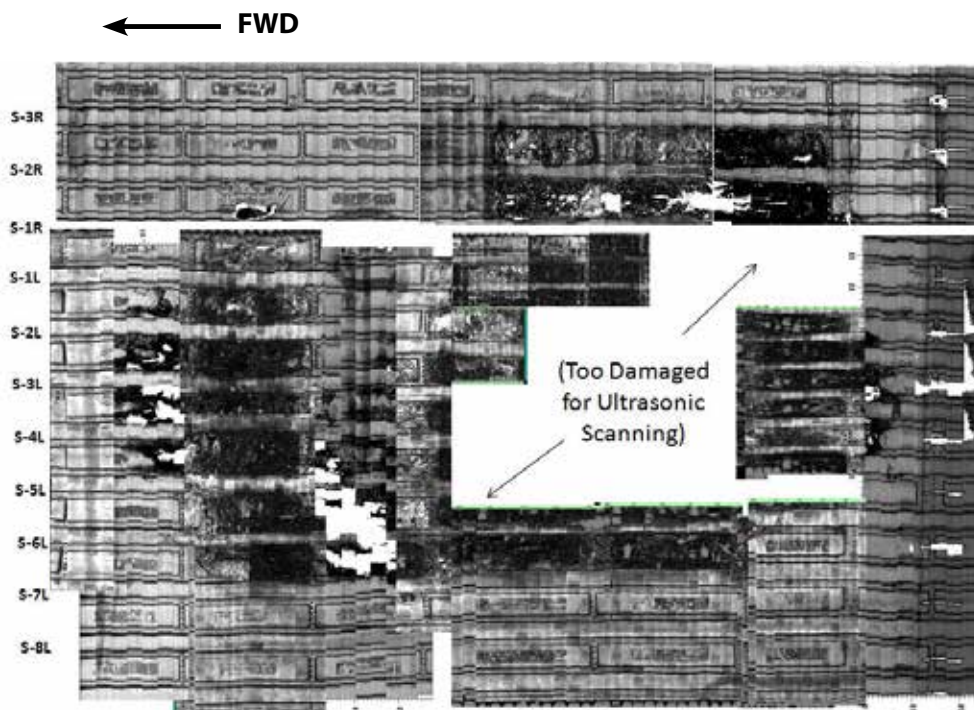 FWD
S-3R
S-2R
S-1R
S-1L
S-2L
S-3L
S-4L
S-5L
S-6L
S-7L
S-8L
(Too Damaged
for Ultrasonic
Scanning)